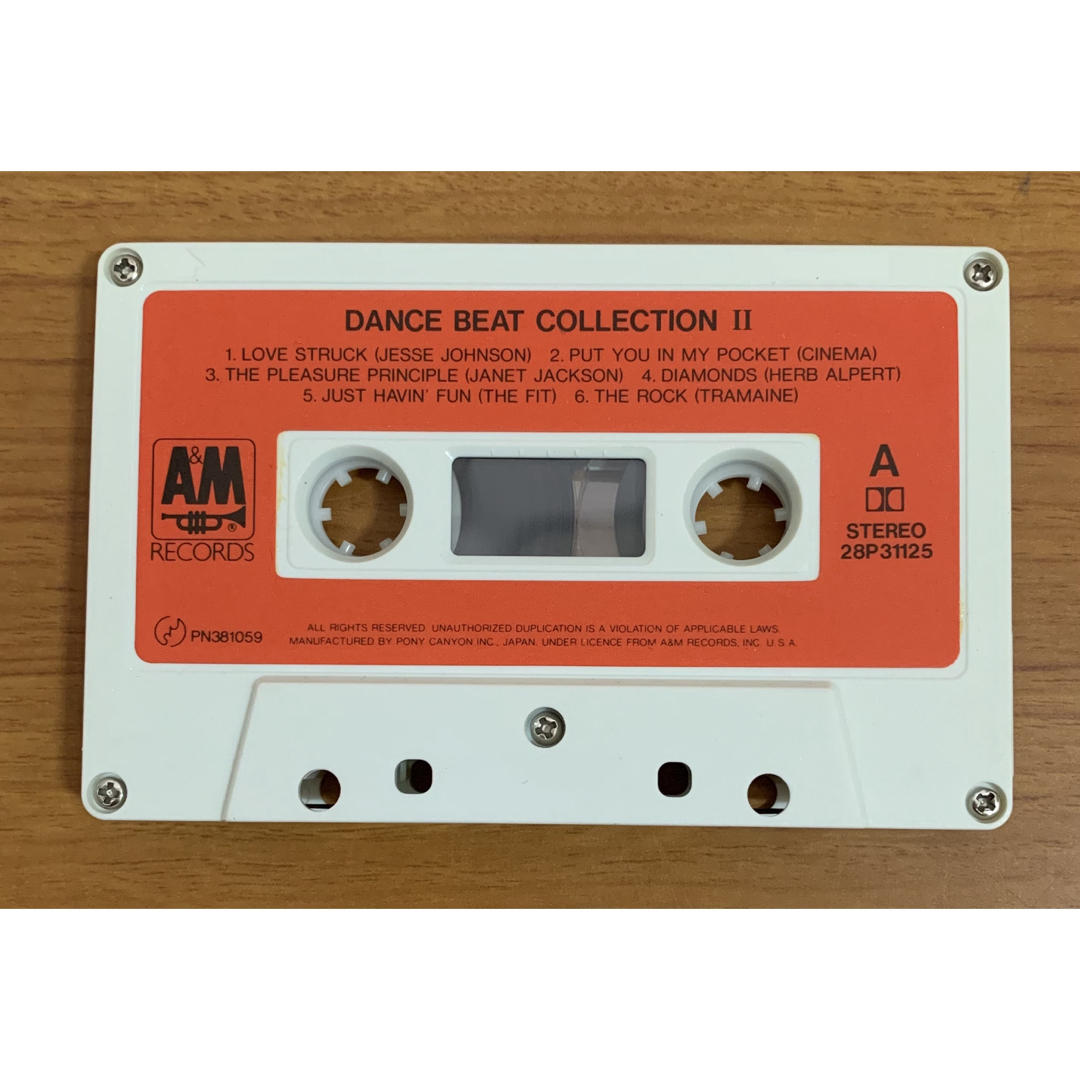 DANCE BEAT COLLECTION II
1. LOVE STRUCK (JESSE JOHNSON) 2. PUT YOU IN MY POCKET (CINEMA)
3. THE PLEASURE PRINCIPLE (JANET JACKSON) 4. DIAMONDS (HERB ALPERT)
5. JUST HAVIN' FUN (THE FIT) 6. THE ROCK (TRAMAINE)
A&M
®
RECORDS
A
STEREO
28P31125
PN381059
ALL RIGHTS RESERVED. UNAUTHORIZED DUPLICATION IS A VIOLATION OF APPLICABLE LAWS.
MANUFACTURED BY PONY CANYON INC., JAPAN. UNDER LICENCE FROM A&M RECORDS, INC. U.S.A.